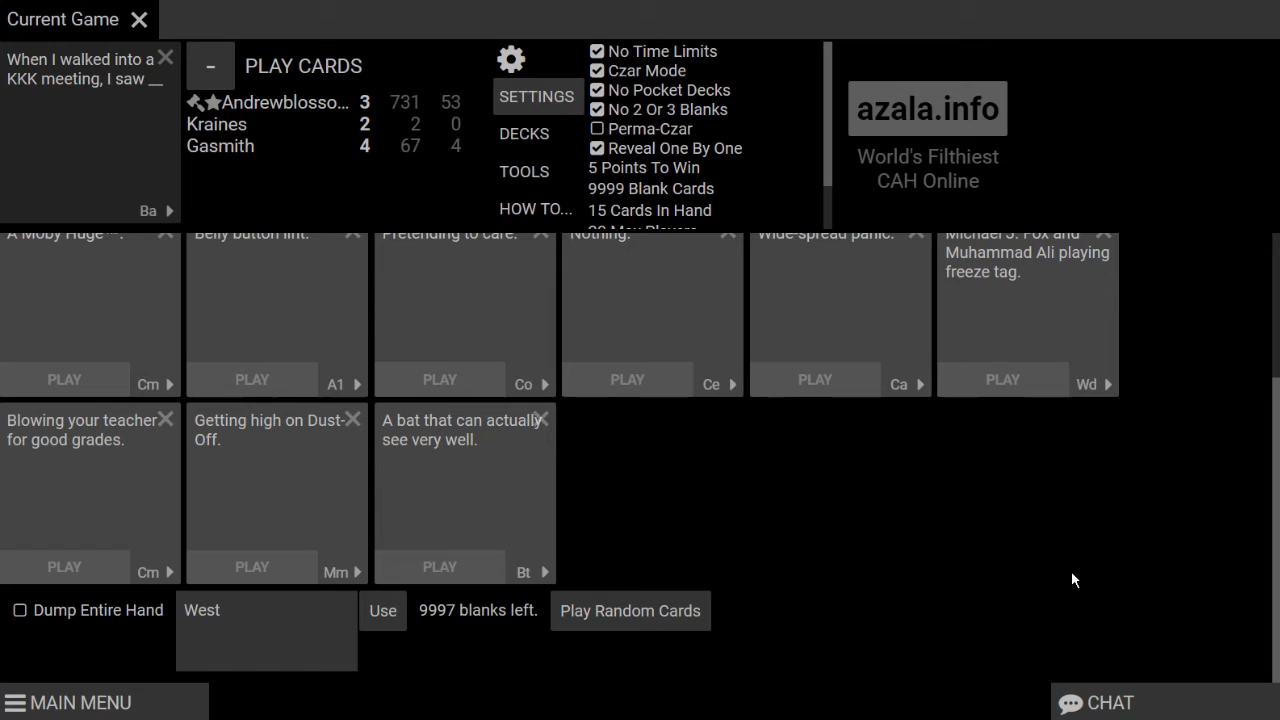 Current Game
When I walked into a
KKK meeting, I saw __
Ba
-
PLAY CARDS
Andrewblosso... 3 731 53
Kraines 2 2 0
Gasmith 4 67 4
SETTINGS
DECKS
TOOLS
HOW TO...
No Time Limits
Czar Mode
No Pocket Decks
No 2 Or 3 Blanks
Perma-Czar
Reveal One By One
5 Points To Win
9999 Blank Cards
15 Cards In Hand
azala.info
World's Filthiest
CAH Online
A Moby Huge™.
PLAY
Cm
Belly button lint.
PLAY
A1
Pretending to care.
PLAY
Co
Nothing.
PLAY
Ce
Wide-spread panic.
PLAY
Ca
Michael J. Fox and
Muhammad Ali playing
freeze tag.
PLAY
Wd
Blowing your teacher
for good grades.
PLAY
Cm
Getting high on Dust-
Off.
PLAY
Mm
A bat that can actually
see very well.
PLAY
Bt
Dump Entire Hand
West
Use
9997 blanks left.
Play Random Cards
MAIN MENU
CHAT